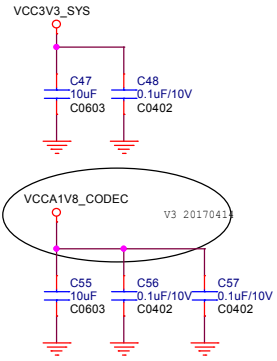 VCC3V3_SYS
C47 C48
10uF 0.1uF/10V
C0603 C0402
VCCA1V8_CODEC
V3 20170414
C55 C56 C57
10uF 0.1uF/10V 0.1uF/10V
C0603 C0402 C0402